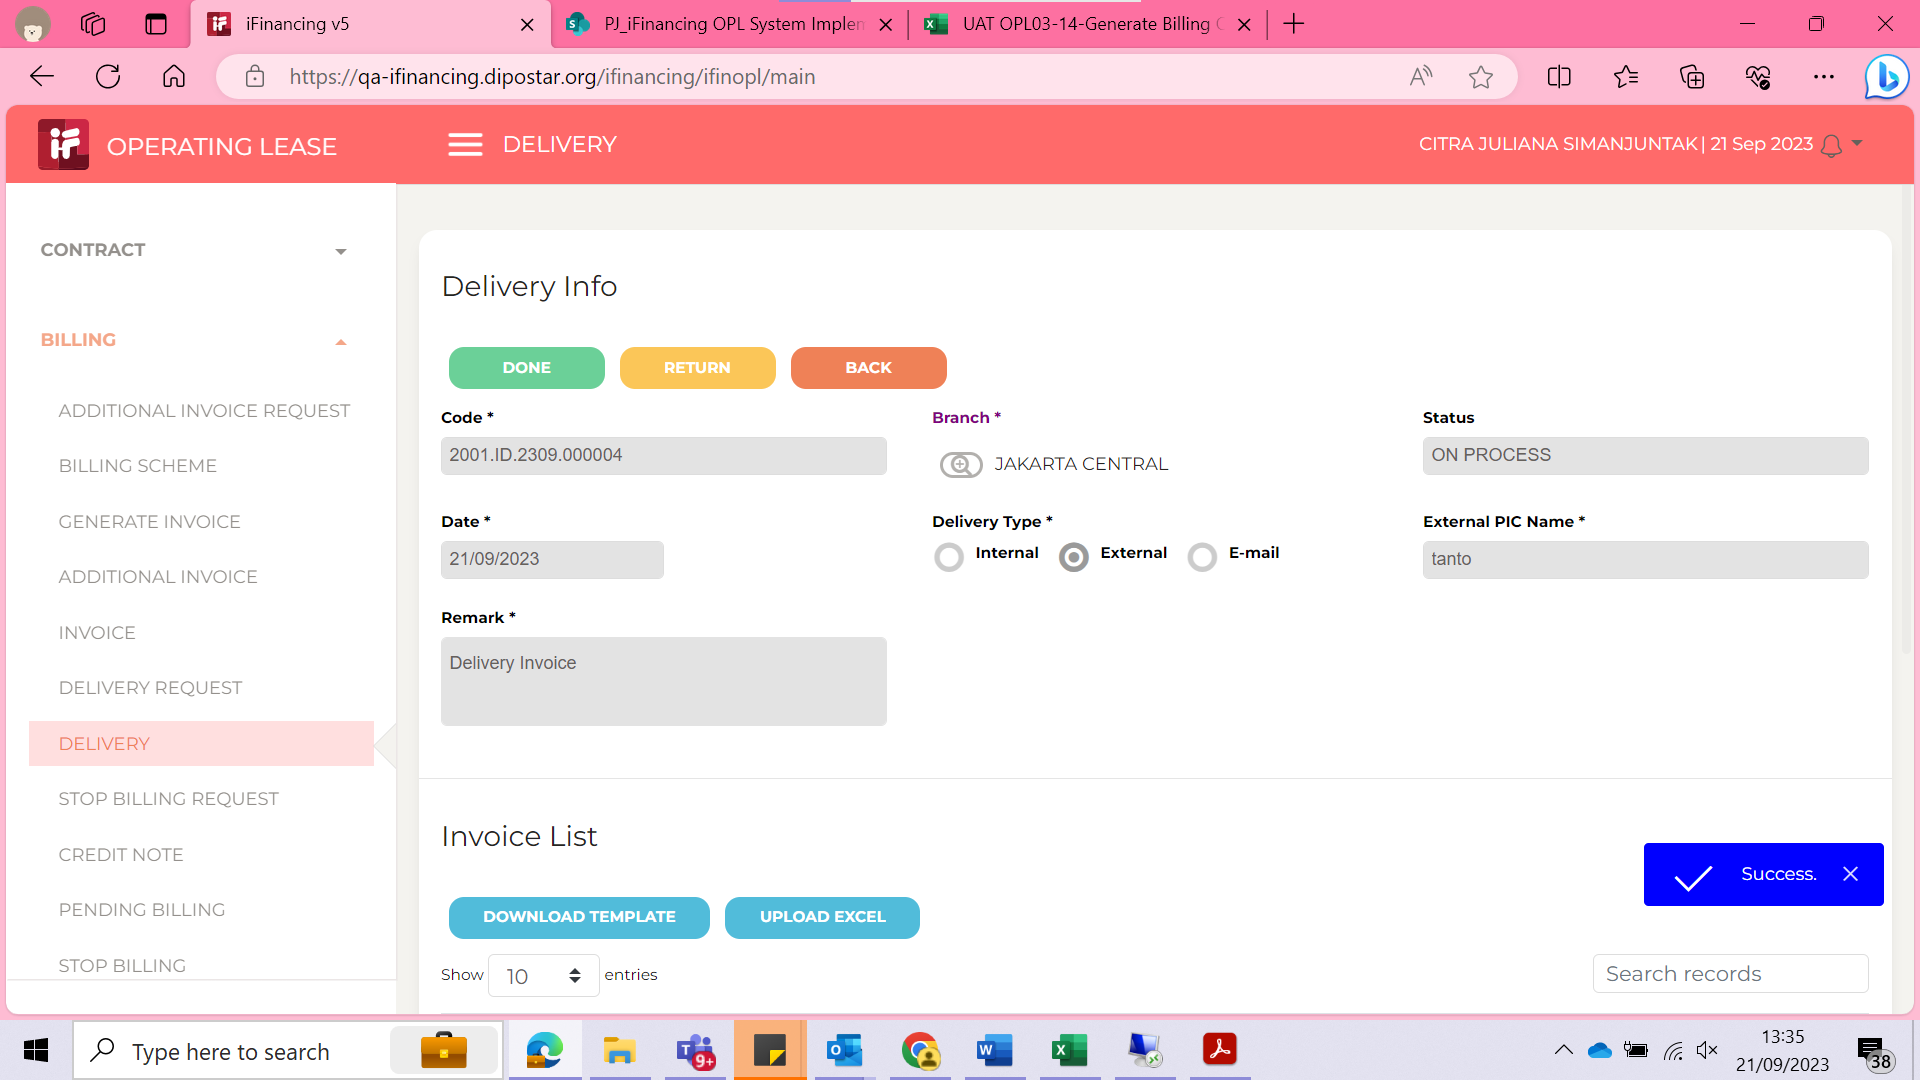 iFinancing v5
PJ_iFinancing OPL System Implem
UAT OPL03-14-Generate Billing
https://qa-ifinancing.dipostar.org/ifinancing/ifinopl/main
OPERATING LEASE
DELIVERY
CITRA JULIANA SIMANJUNTAK | 21 Sep 2023
CONTRACT
BILLING
ADDITIONAL INVOICE REQUEST
BILLING SCHEME
GENERATE INVOICE
ADDITIONAL INVOICE
INVOICE
DELIVERY REQUEST
DELIVERY
STOP BILLING REQUEST
CREDIT NOTE
PENDING BILLING
STOP BILLING
Delivery Info
DONE RETURN BACK
Code * Branch * Status
2001.ID.2309.000004 JAKARTA CENTRAL ON PROCESS
Date * Delivery Type * External PIC Name *
21/09/2023 Internal External E-mail tanto
Remark *
Delivery Invoice
Invoice List
Success.
DOWNLOAD TEMPLATE UPLOAD EXCEL
Show 10 entries Search records
Type here to search
9+
13:35
21/09/2023
38